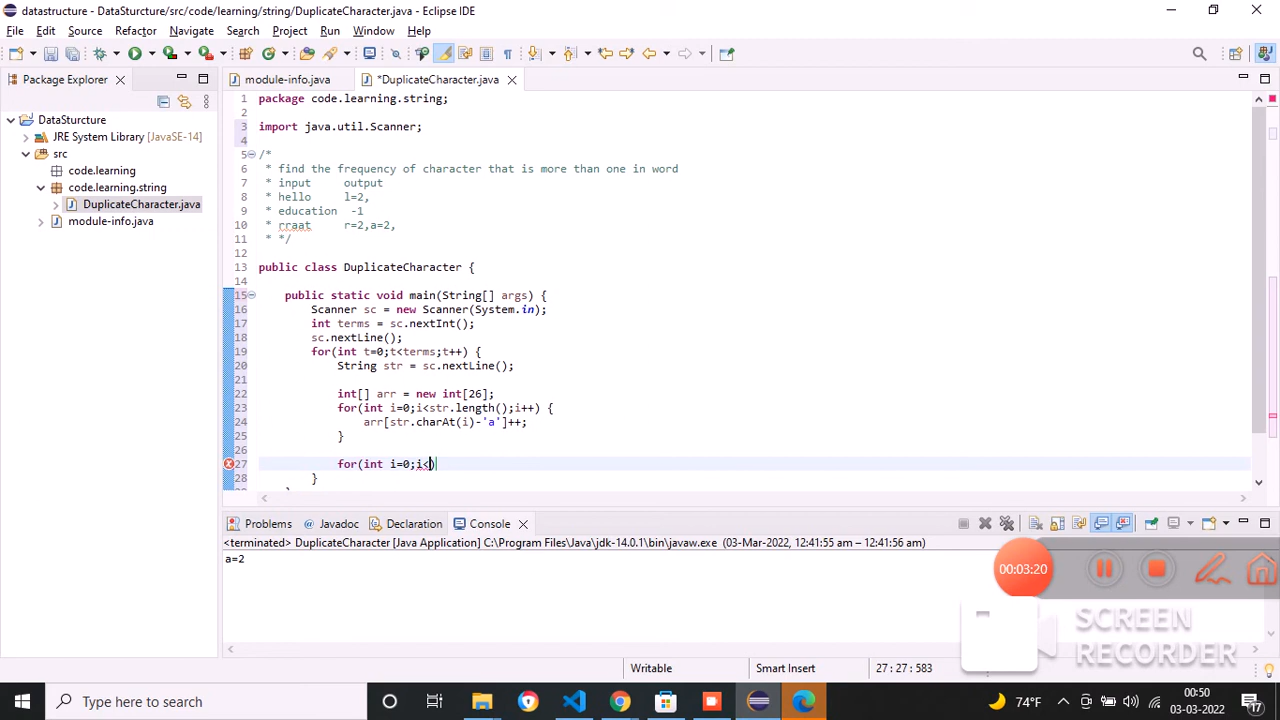 datastructure - DataSturcture/src/code/learning/string/DuplicateCharacter.java - Eclipse IDE
File Edit Source Refactor Navigate Search Project Run Window Help
Package Explorer
module-info.java
*DuplicateCharacter.java
DataSturcture
JRE System Library [JavaSE-14]
src
code.learning
code.learning.string
DuplicateCharacter.java
module-info.java
1 package code.learning.string;
2
3 import java.util.Scanner;
4
5 /*
6 * find the frequency of character that is more than one in word
7 * input output
8 * hello l=2,
9 * education -1
10 * rraat r=2,a=2,
11 * */
12
13 public class DuplicateCharacter {
14
15 public static void main(String[] args) {
16 Scanner sc = new Scanner(System.in);
17 int terms = sc.nextInt();
18 sc.nextLine();
19 for(int t=0;t<terms;t++) {
20 String str = sc.nextLine();
21
22 int[] arr = new int[26];
23 for(int i=0;i<str.length();i++) {
24 arr[str.charAt(i)-'a']++;
25 }
26
27 for(int i=0;i<)
28 }
Problems Javadoc Declaration Console
<terminated> DuplicateCharacter [Java Application] C:\Program Files\Java\jdk-14.0.1\bin\javaw.exe (03-Mar-2022, 12:41:55 am – 12:41:56 am)
a=2
00:03:20
SCREEN
RECORDER
Writable
Smart Insert
27 : 27 : 583
Type here to search
74°F
00:50
03-03-2022
17